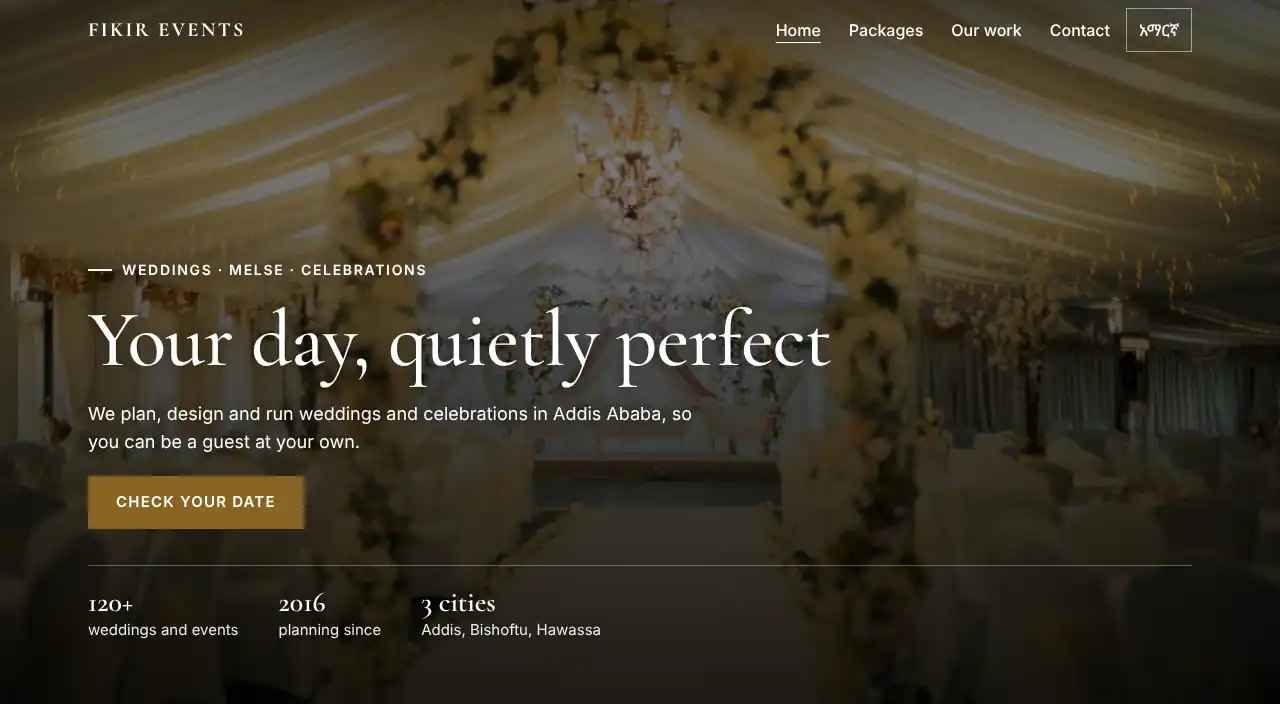 FIKIR EVENTS
Home
Packages
Our work
Contact
አማርኛ
WEDDINGS · MELSE · CELEBRATIONS
Your day, quietly perfect
We plan, design and run weddings and celebrations in Addis Ababa, so
you can be a guest at your own.
CHECK YOUR DATE
120+
weddings and events
2016
planning since
3 cities
Addis, Bishoftu, Hawassa